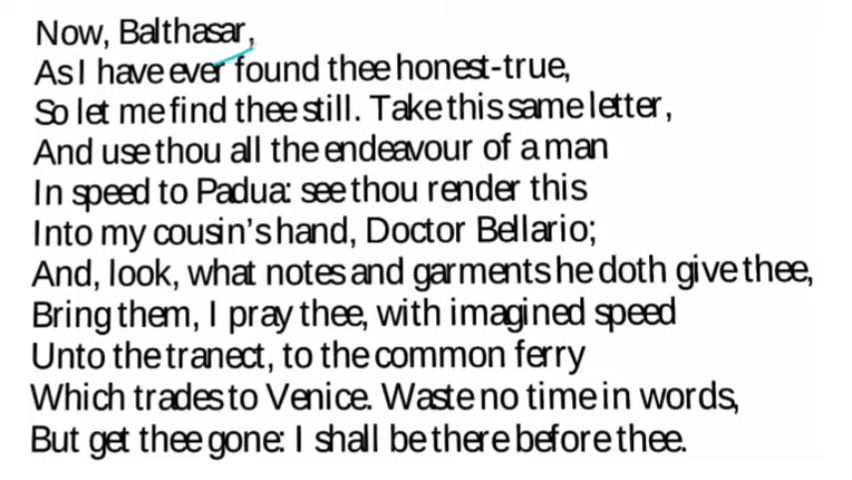 Now, Balthasar,
As I have ever found thee honest-true,
So let me find thee still. Take this same letter,
And use thou all the endeavour of a man
In speed to Padua: see thou render this
Into my cousin’s hand, Doctor Bellario;
And, look, what notes and garments he doth give thee,
Bring them, I pray thee, with imagined speed
Unto the tranect, to the common ferry
Which trades to Venice. Waste no time in words,
But get thee gone: I shall be there before thee.